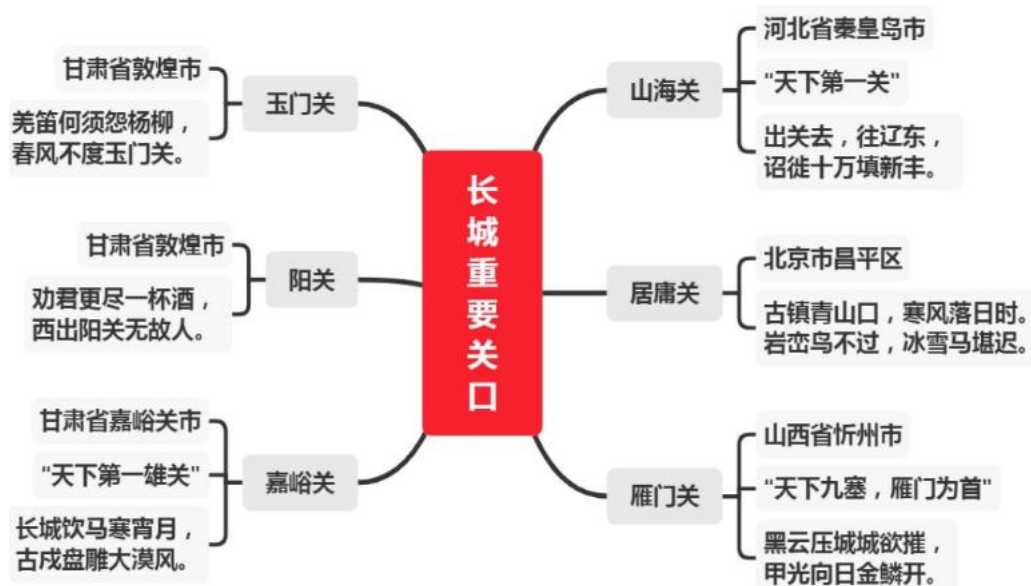 长城重要关口
玉门关
甘肃省敦煌市
羌笛何须怨杨柳，
春风不度玉门关。
阳关
甘肃省敦煌市
劝君更尽一杯酒，
西出阳关无故人。
嘉峪关
甘肃省嘉峪关市
"天下第一雄关"
长城饮马寒宵月，
古戍盘雕大漠风。
山海关
河北省秦皇岛市
"天下第一关"
出关去，往辽东，
诏徙十万填新丰。
居庸关
北京市昌平区
古镇青山口，寒风落日时。
岩峦鸟不过，冰雪马堪迟。
雁门关
山西省忻州市
"天下九塞，雁门为首"
黑云压城城欲摧，
甲光向日金鳞开。